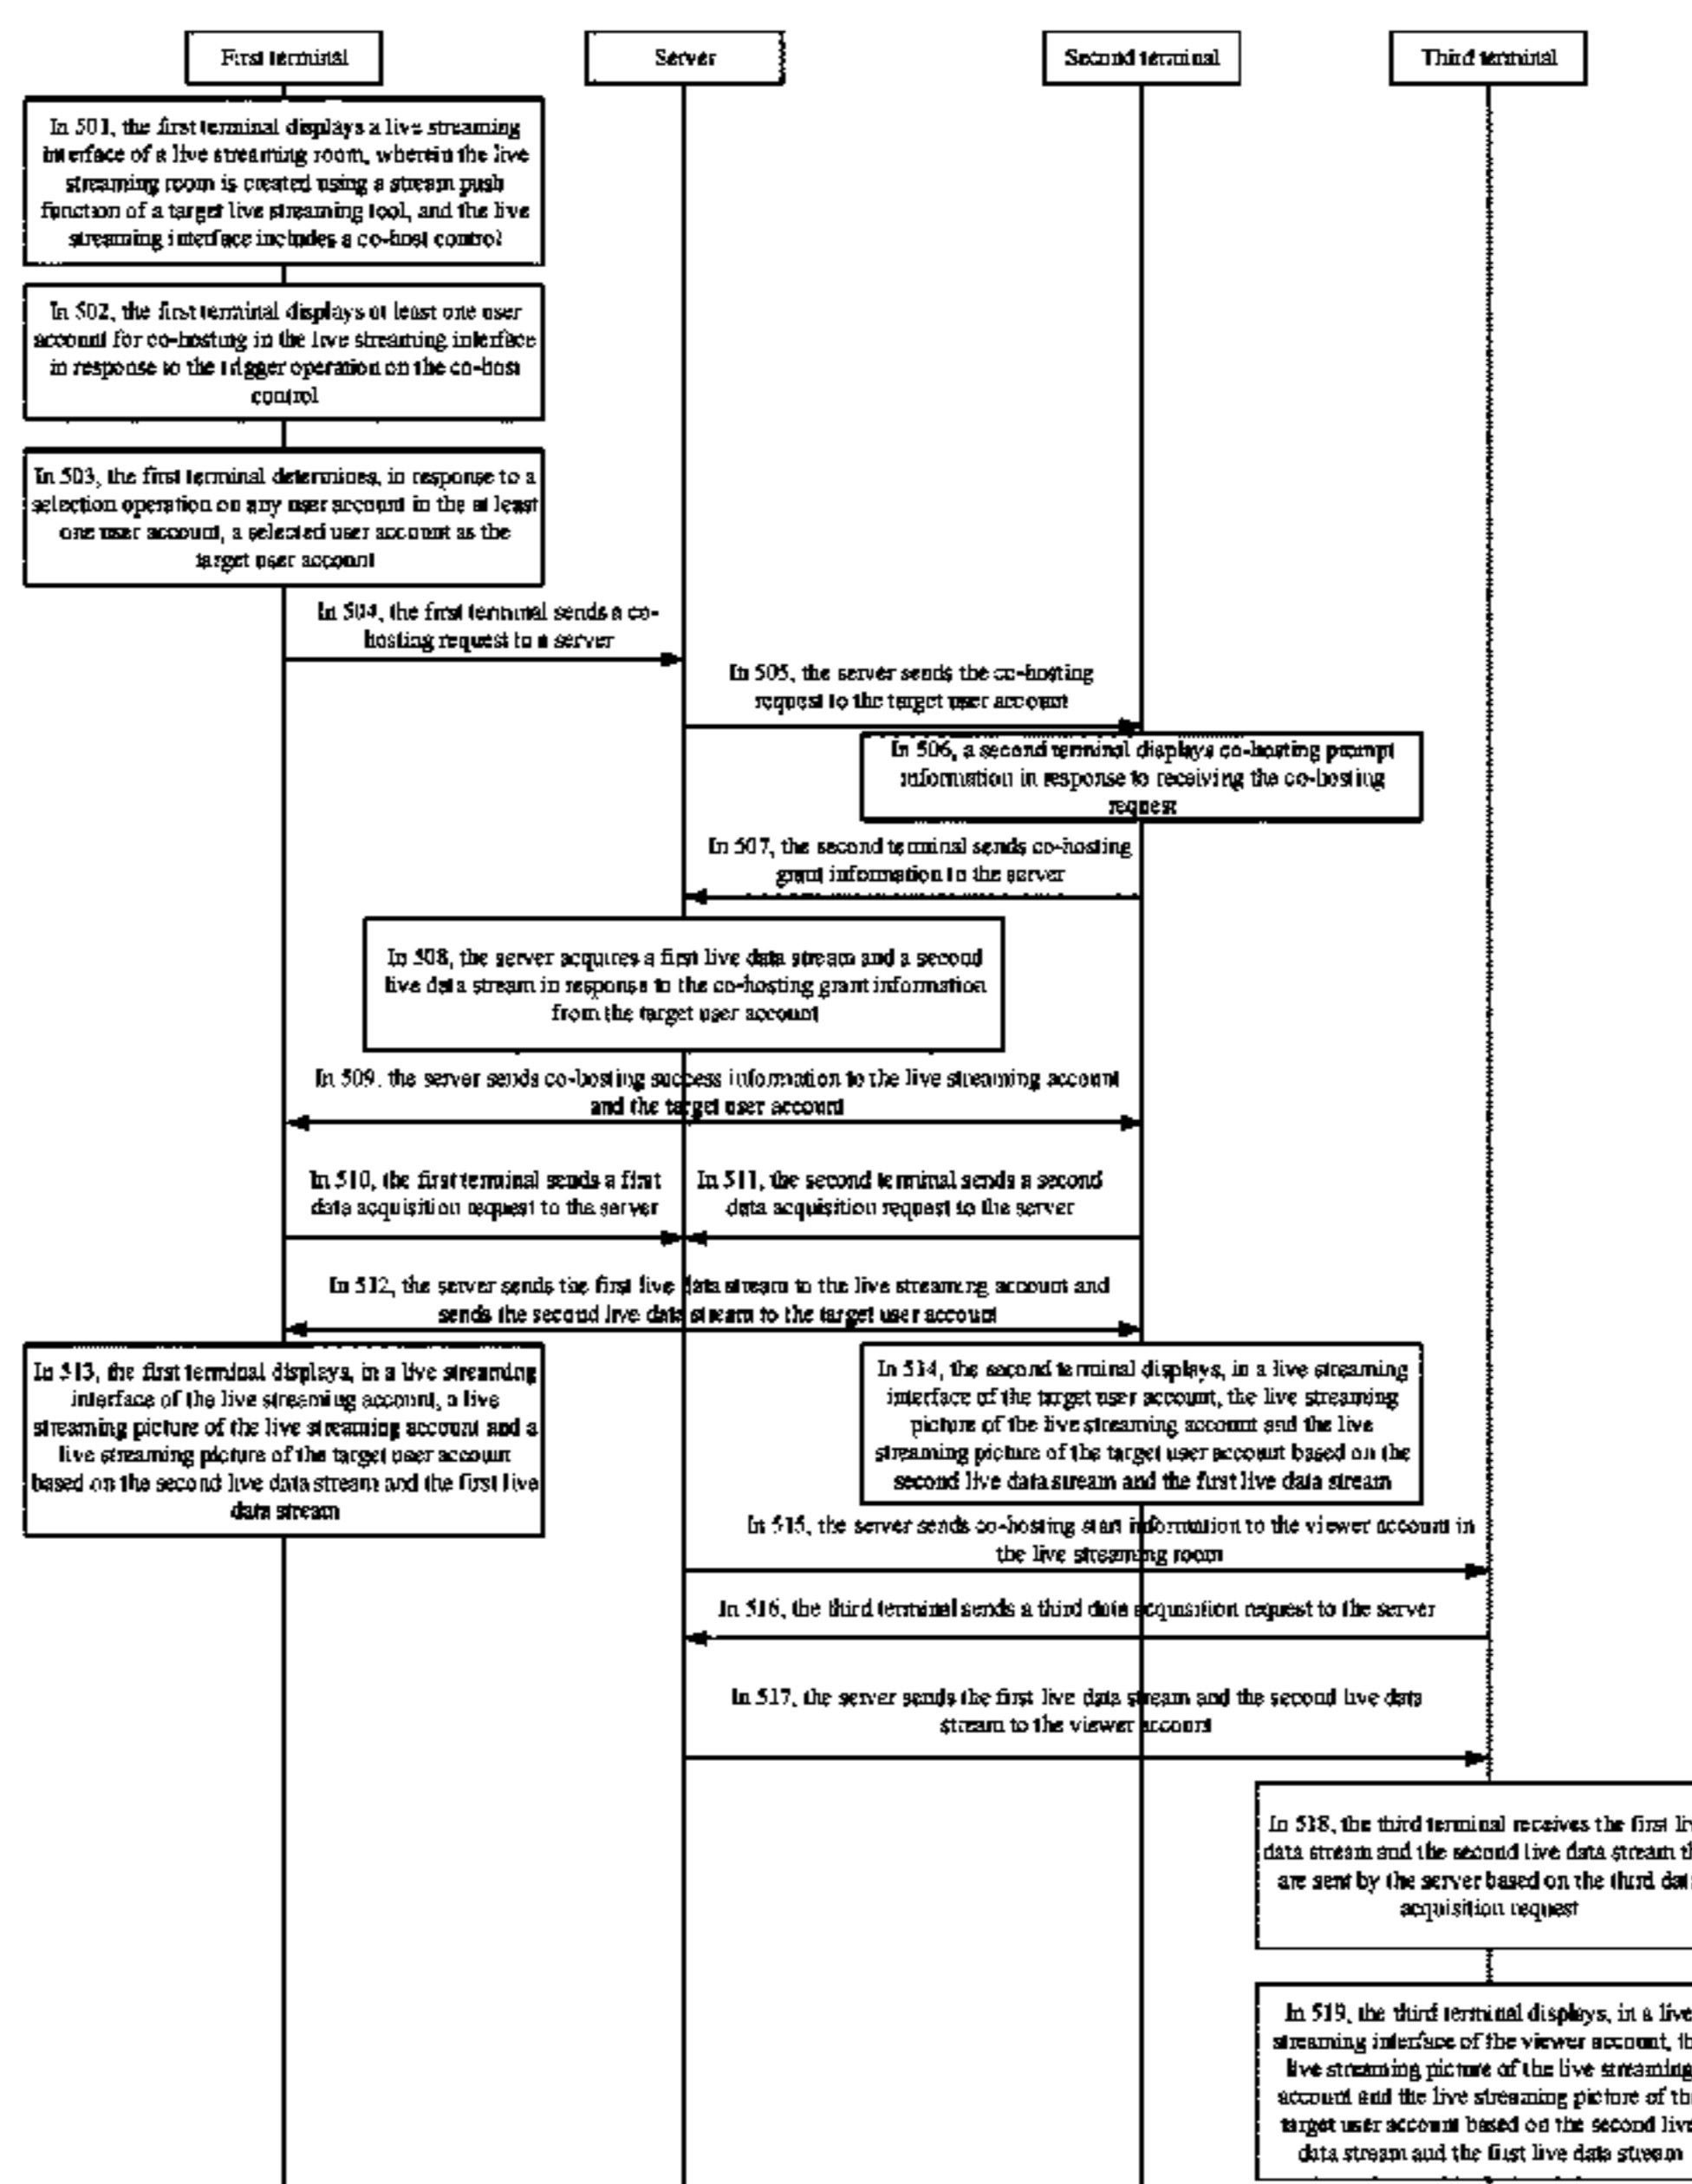 First terminal
Server
Second terminal
Third terminal
In 501, the first terminal displays a live streaming
interface of a live streaming room, wherein the live
streaming room is created using a stream push
function of a target live streaming tool, and the live
streaming interface includes a co-host control
In 502, the first terminal displays at least one user
account for co-hosting in the live streaming interface
in response to the trigger operation on the co-host
control
In 503, the first terminal determines, in response to a
selection operation on any user account in the at least
one user account, a selected user account as the
target user account
In 504, the first terminal sends a co-
hosting request to a server
In 505, the server sends the co-hosting
request to the target user account
In 506, a second terminal displays co-hosting prompt
information in response to receiving the co-hosting
request
In 507, the second terminal sends co-hosting
grant information to the server
In 508, the server acquires a first live data stream and a second
live data stream in response to the co-hosting grant information
from the target user account
In 509, the server sends co-hosting success information to the live streaming account
and the target user account
In 510, the first terminal sends a first
data acquisition request to the server
In 511, the second terminal sends a second
data acquisition request to the server
In 512, the server sends the first live data stream to the live streaming account and
sends the second live data stream to the target user account
In 513, the first terminal displays, in a live streaming
interface of the live streaming account, a live
streaming picture of the live streaming account and a
live streaming picture of the target user account
based on the second live data stream and the first live
data stream
In 514, the second terminal displays, in a live streaming
interface of the target user account, the live streaming
picture of the live streaming account and the live
streaming picture of the target user account based on the
second live data stream and the first live data stream
In 515, the server sends co-hosting start information to the viewer account in
the live streaming room
In 516, the third terminal sends a third data acquisition request to the server
In 517, the server sends the first live data stream and the second live data
stream to the viewer account
In 518, the third terminal receives the first
data stream and the second live data stream
are sent by the server based on the third
acquisition request
In 519, the third terminal displays, in a live
streaming interface of the viewer account,
live streaming picture of the live streaming
account and the live streaming picture of
target user account based on the second live
data stream and the first live data stream